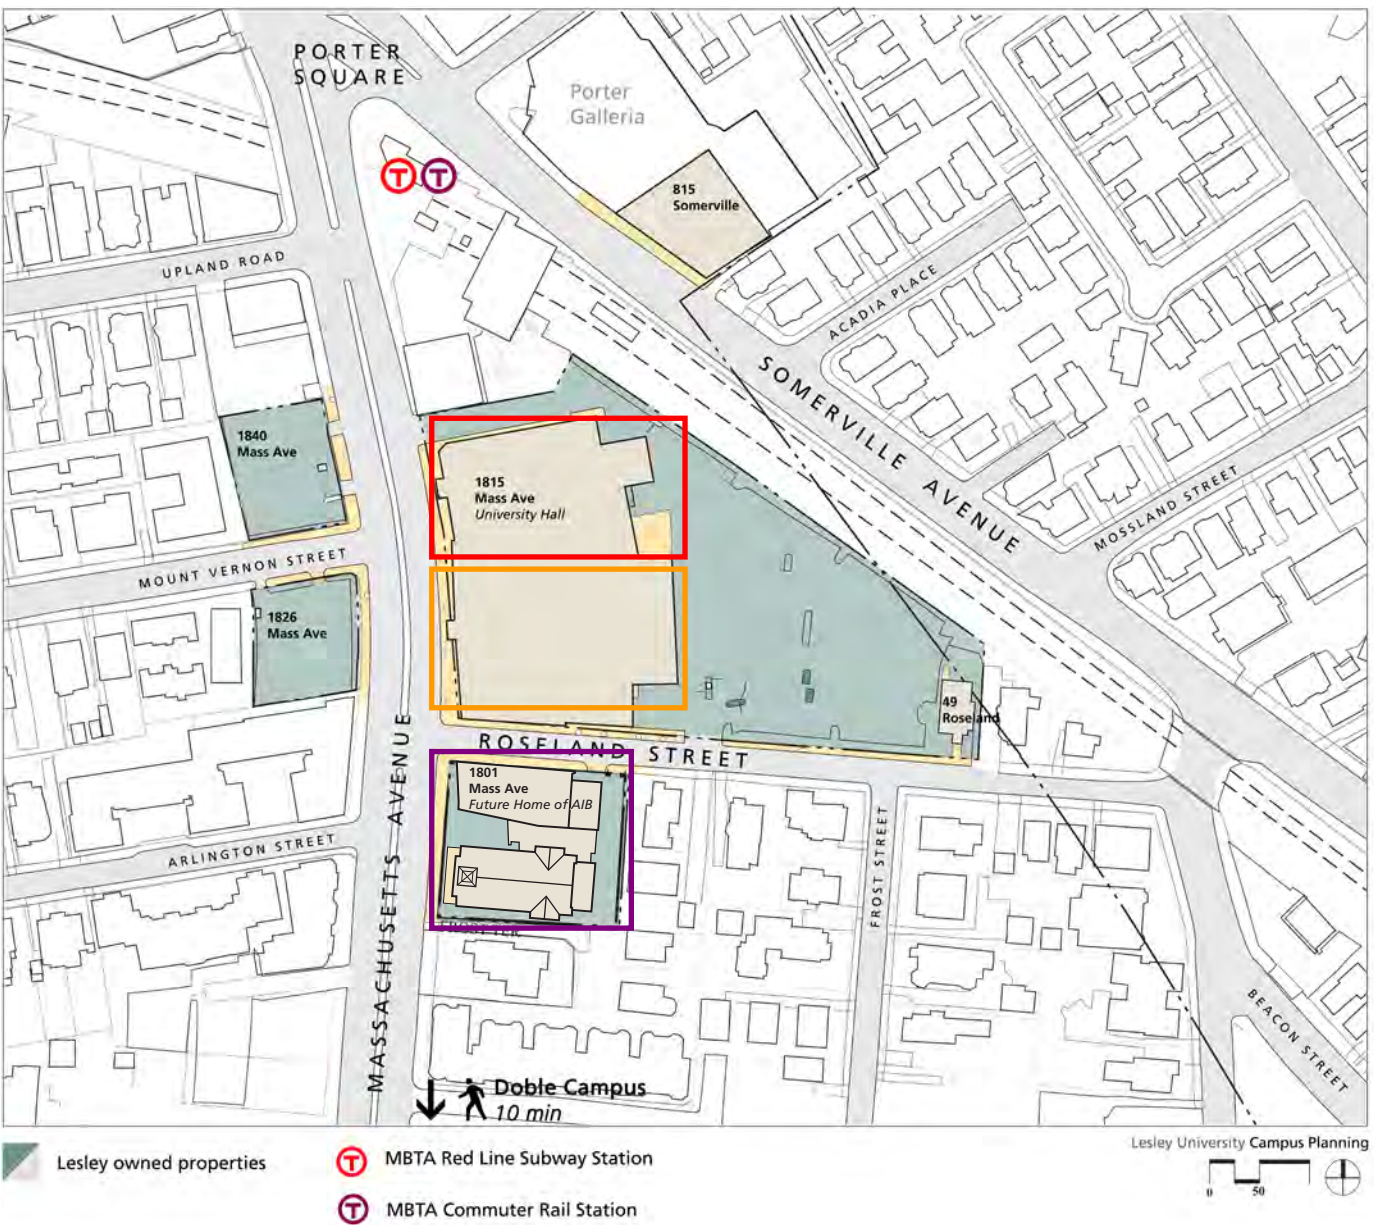 PORTER
SQUARE
Porter
Galleria
815
Somerville
UPLAND ROAD
ACADIA PLACE
SOMERVILLE AVENUE
1840
Mass Ave
1815
Mass Ave
University Hall
MOSSLAND STREET
MOUNT VERNON STREET
1826
Mass Ave
49
Roseland
ROSELAND STREET
1801
Mass Ave
Future Home of AIB
MASSACHUSETTS AVENUE
ARLINGTON STREET
FROST STREET
BEACON STREET
Doble Campus
10 min
Lesley University Campus Planning
Lesley owned properties
MBTA Red Line Subway Station
MBTA Commuter Rail Station
T
T
T
T
0
50